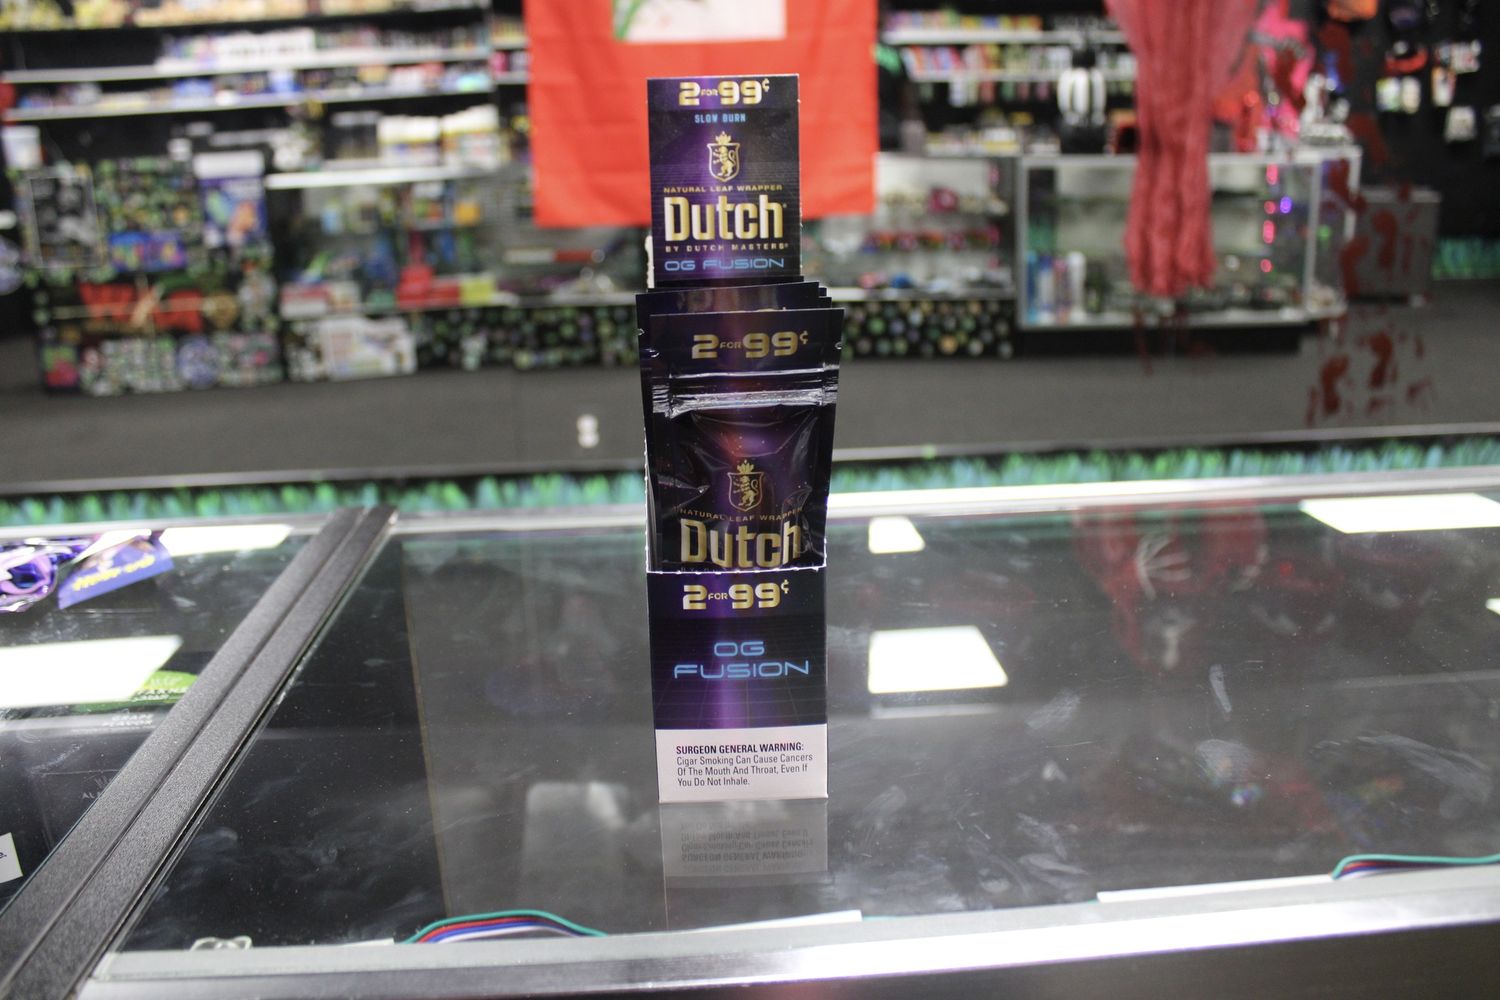 2 FOR 99¢
SLOW BURN
NATURAL LEAF WRAPPER
Dutch®
BY DUTCH MASTERS®
OG FUSION
2 FOR 99¢
NATURAL LEAF WRAPPER
Dutch
2 FOR 99¢
OG
FUSION
SURGEON GENERAL WARNING:
Cigar Smoking Can Cause Cancers
Of The Mouth And Throat, Even If
You Do Not Inhale.